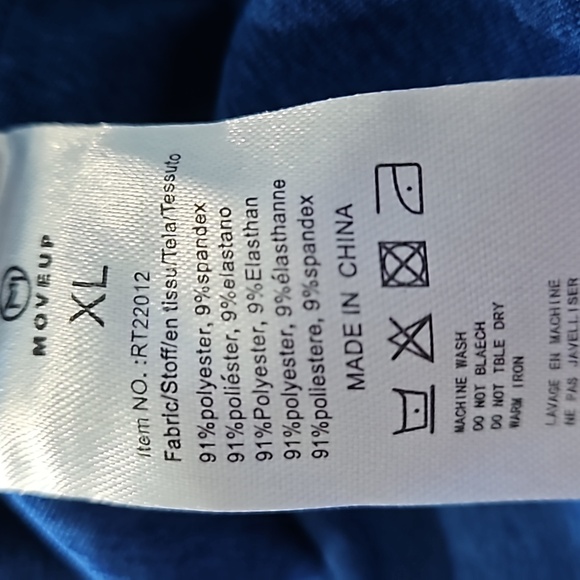 MOVEUP
XL
Item NO. :RT22012
Fabric/Stoff/en tissu/Tela/Tessuto
91%polyester, 9%spandex
91%poliéster, 9%elastano
91%Polyester, 9%Elasthan
91%polyester, 9%élasthanne
91%poliestere, 9%spandex
MADE IN CHINA
MACHINE WASH
DO NOT BLAECH
DO NOT TBLE DRY
WARM IRON
LAVAGE EN MACHINE
NE PAS JAVELLISER